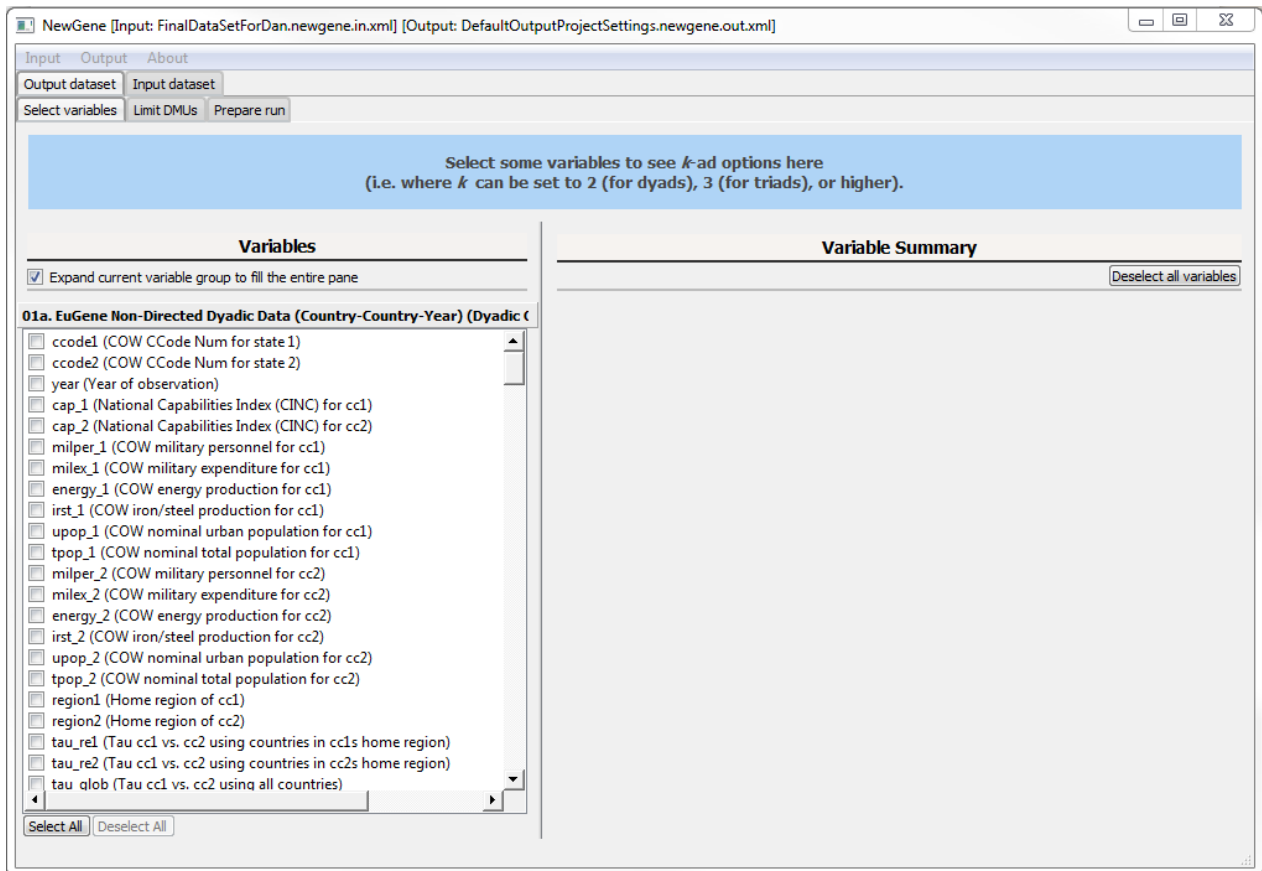 NewGene [Input: FinalDataSetForDan.newgene.in.xml] [Output: DefaultOutputProjectSettings.newgene.out.xml]
Input Output About
Output dataset Input dataset
Select variables Limit DMUs Prepare run
Select some variables to see k-ad options here
(i.e. where k can be set to 2 (for dyads), 3 (for triads), or higher).
Variables
Expand current variable group to fill the entire pane
01a. EuGene Non-Directed Dyadic Data (Country-Country-Year) (Dyadic
ccode1 (COW CCode Num for state 1)
ccode2 (COW CCode Num for state 2)
year (Year of observation)
cap_1 (National Capabilities Index (CINC) for cc1)
cap_2 (National Capabilities Index (CINC) for cc2)
milper_1 (COW military personnel for cc1)
milex_1 (COW military expenditure for cc1)
energy_1 (COW energy production for cc1)
irst_1 (COW iron/steel production for cc1)
upop_1 (COW nominal urban population for cc1)
tpop_1 (COW nominal total population for cc1)
milper_2 (COW military personnel for cc2)
milex_2 (COW military expenditure for cc2)
energy_2 (COW energy production for cc2)
irst_2 (COW iron/steel production for cc2)
upop_2 (COW nominal urban population for cc2)
tpop_2 (COW nominal total population for cc2)
region1 (Home region of cc1)
region2 (Home region of cc2)
tau_re1 (Tau cc1 vs. cc2 using countries in cc1s home region)
tau_re2 (Tau cc1 vs. cc2 using countries in cc2s home region)
tau_glob (Tau cc1 vs. cc2 using all countries)
Select All Deselect All
Variable Summary
Deselect all variables